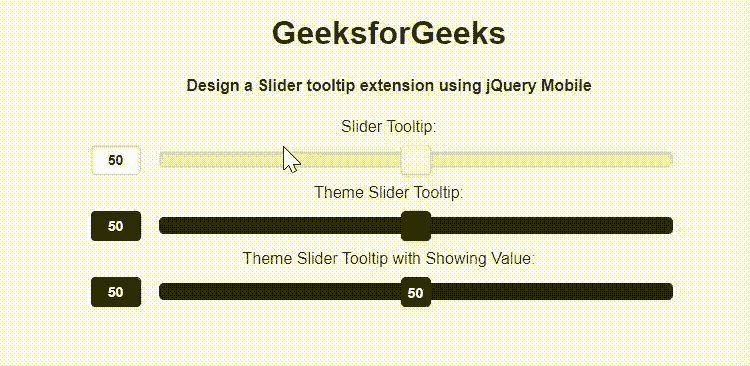 GeeksforGeeks
Design a Slider tooltip extension using jQuery Mobile
Slider Tooltip:
50
Theme Slider Tooltip:
50
Theme Slider Tooltip with Showing Value:
50 50